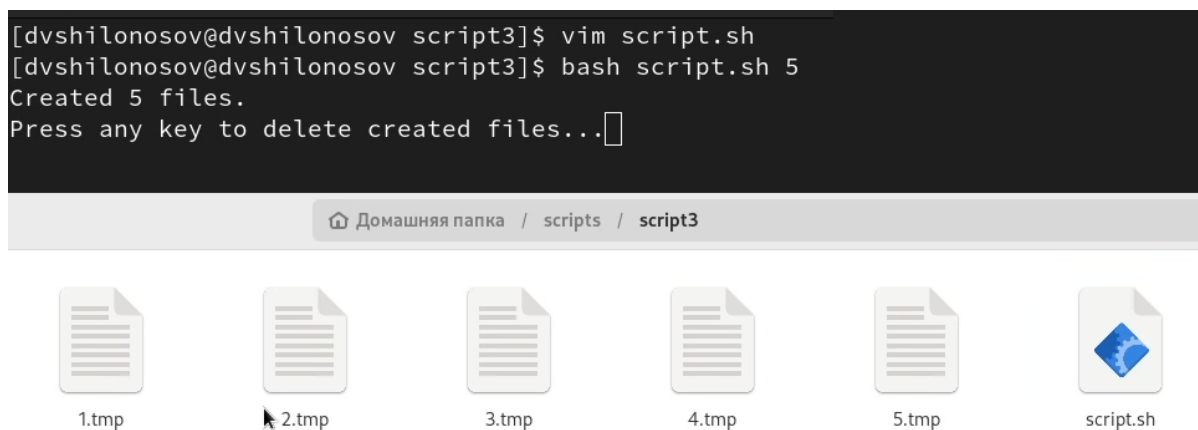 [dvshilonosov@dvshilonosov script3]$ vim script.sh
[dvshilonosov@dvshilonosov script3]$ bash script.sh 5
Created 5 files.
Press any key to delete created files...
Домашняя папка / scripts / script3
1.tmp 2.tmp 3.tmp 4.tmp 5.tmp script.sh